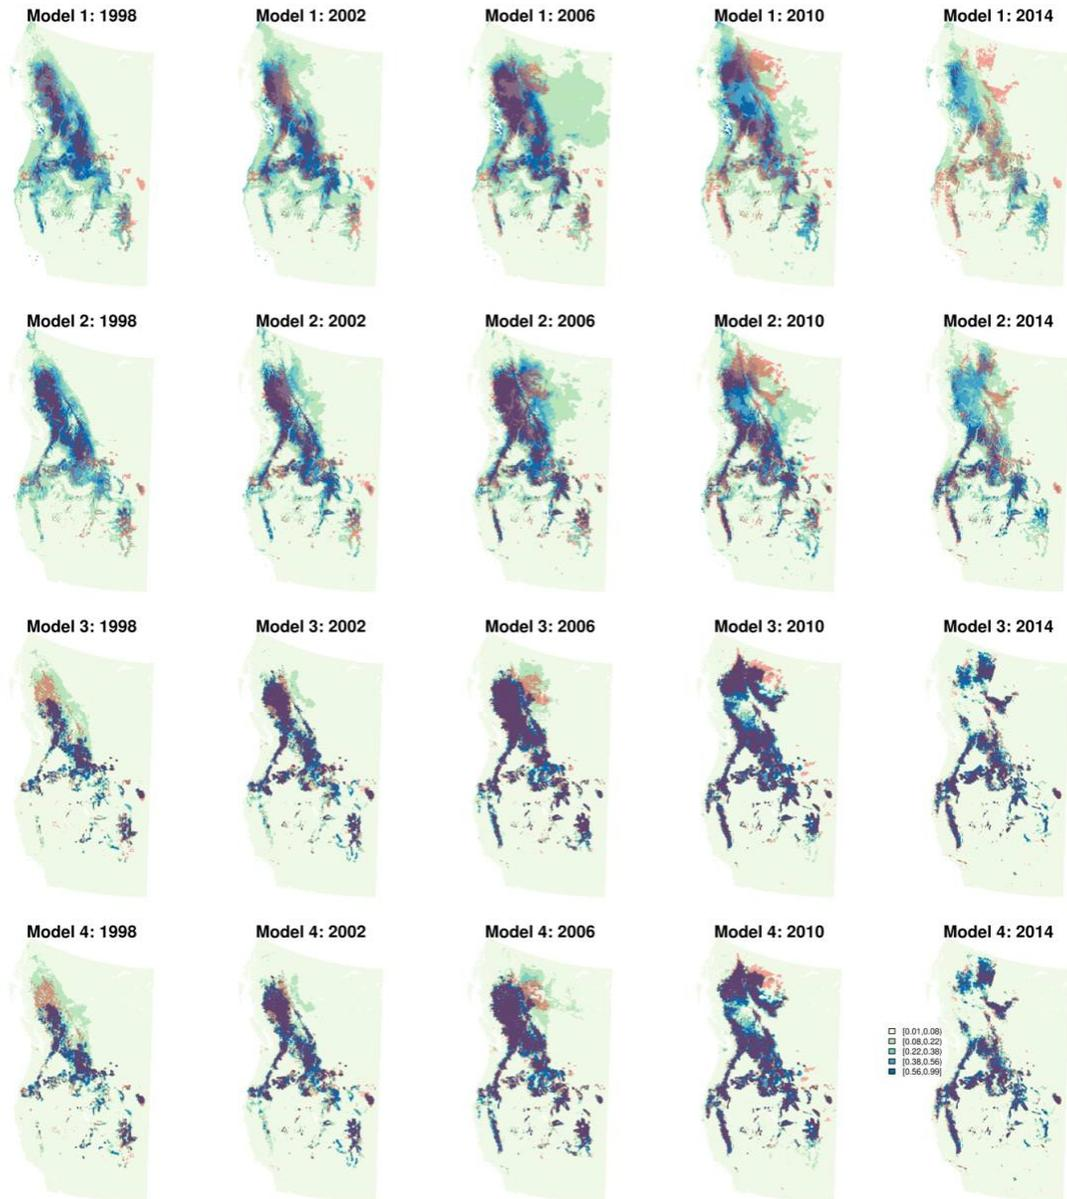 Model 1: 1998 Model 1: 2002 Model 1: 2006 Model 1: 2010 Model 1: 2014
Model 2: 1998 Model 2: 2002 Model 2: 2006 Model 2: 2010 Model 2: 2014
Model 3: 1998 Model 3: 2002 Model 3: 2006 Model 3: 2010 Model 3: 2014
Model 4: 1998 Model 4: 2002 Model 4: 2006 Model 4: 2010 Model 4: 2014
[0.01,0.08)
[0.08,0.22)
[0.22,0.38)
[0.38,0.56)
[0.56,0.99]